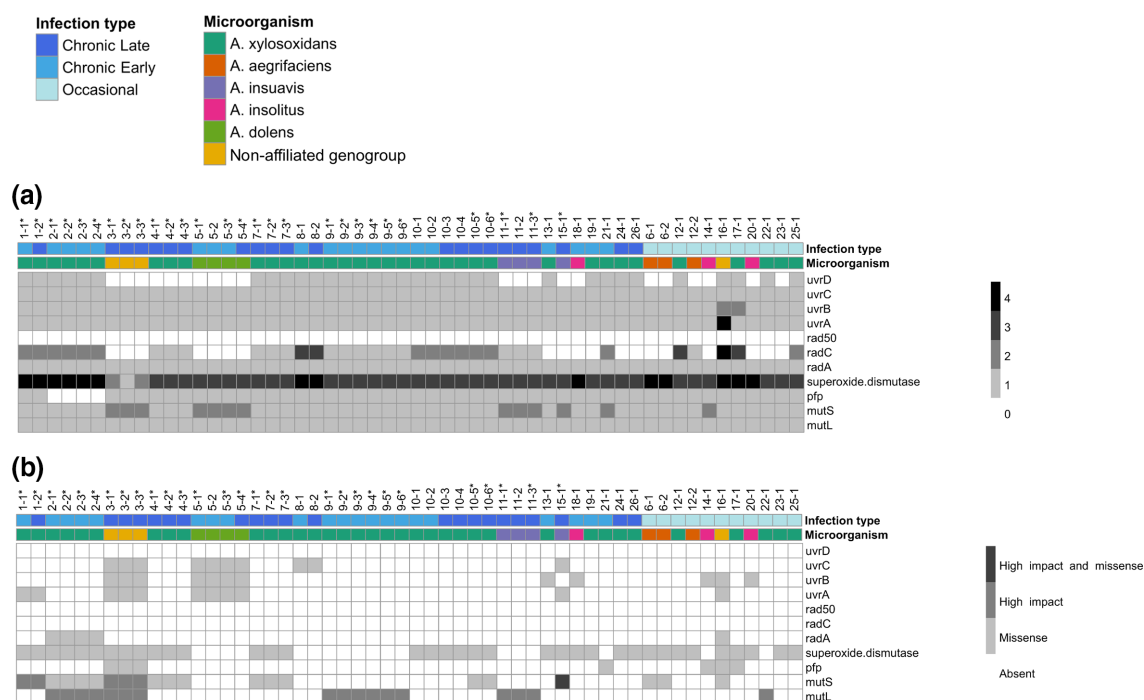 Infection type
Chronic Late
Chronic Early
Occasional
Microorganism
A. xylosoxidans
A. aegrifaciens
A. insuavis
A. insolitus
A. dolens
Non-affiliated genogroup
(a)
1-1* 1-2* 2-1* 2-2* 2-3* 2-4* 3-1* 3-2* 3-3* 4-1* 4-2* 4-3* 5-1* 5-2 5-3* 5-4* 7-1* 7-2* 7-3* 8-1 8-2 9-1* 9-2* 9-3* 9-4* 9-5* 9-6* 10-1 10-2 10-3 10-4 10-5* 10-6* 11-1* 11-2 11-3* 13-1 15-1* 18-1 19-1 21-1 24-1 26-1 6-1 6-2 12-1 12-2 14-1 16-1 17-1 20-1 22-1 23-1 25-1
Infection type
Microorganism
uvrD
uvrC
uvrB
uvrA
rad50
radC
radA
superoxide.dismutase
pfp
mutS
mutL
4
3
2
1
0
(b)
1-1* 1-2* 2-1* 2-2* 2-3* 2-4* 3-1* 3-2* 3-3* 4-1* 4-2* 4-3* 5-1* 5-2 5-3* 5-4* 7-1* 7-2* 7-3* 8-1 8-2 9-1* 9-2* 9-3* 9-4* 9-5* 9-6* 10-1 10-2 10-3 10-4 10-5* 10-6* 11-1* 11-2 11-3* 13-1 15-1* 18-1 19-1 21-1 24-1 26-1 6-1 6-2 12-1 12-2 14-1 16-1 17-1 20-1 22-1 23-1 25-1
Infection type
Microorganism
uvrD
uvrC
uvrB
uvrA
rad50
radC
radA
superoxide.dismutase
pfp
mutS
mutL
High impact and missense
High impact
Missense
Absent